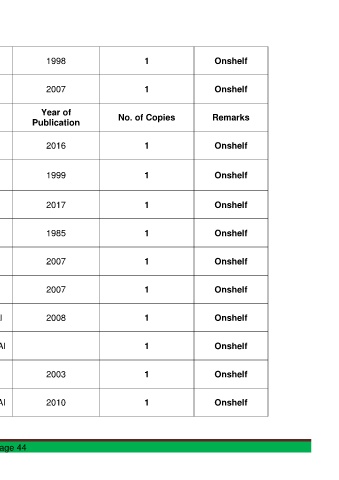 1998 1 Onshelf
2007 1 Onshelf
Year of Publication No. of Copies Remarks
2016 1 Onshelf
1999 1 Onshelf
2017 1 Onshelf
1985 1 Onshelf
2007 1 Onshelf
2007 1 Onshelf
2008 1 Onshelf
AI 1 Onshelf
2003 1 Onshelf
AI 2010 1 Onshelf
age 44